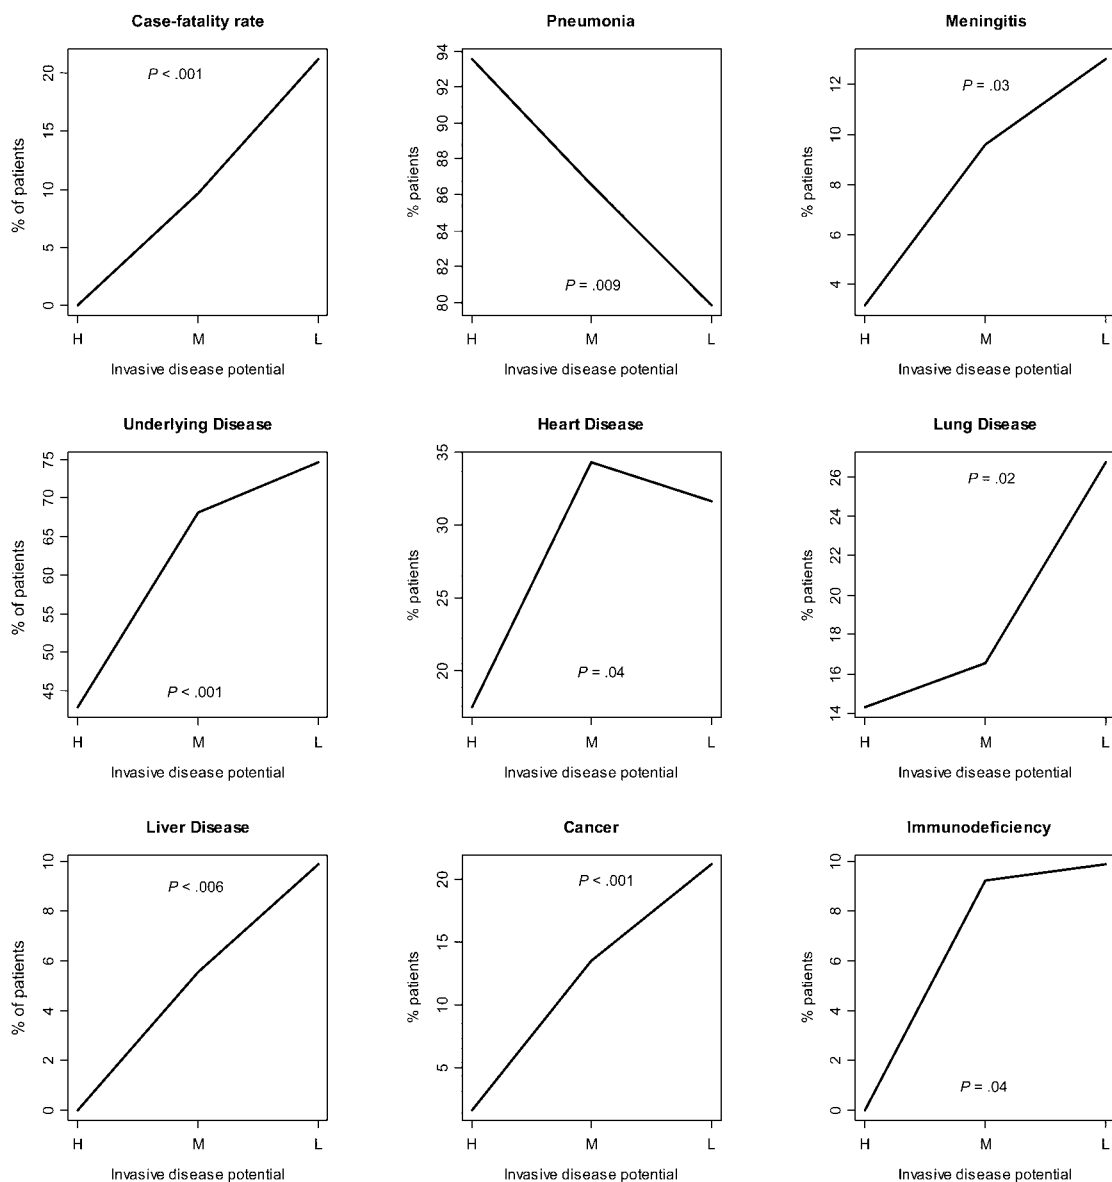 Case-fatality rate
% of patients
20
15
10
5
0
P < .001
H M L
Invasive disease potential
Pneumonia
% patients
94
92
90
88
86
84
82
80
P = .009
H M L
Invasive disease potential
Meningitis
% patients
12
10
8
6
4
P = .03
H M L
Invasive disease potential
Underlying Disease
% of patients
75
70
65
60
55
50
45
P < .001
H M L
Invasive disease potential
Heart Disease
% patients
35
30
25
20
P = .04
H M L
Invasive disease potential
Lung Disease
% patients
26
24
22
20
18
16
14
P = .02
H M L
Invasive disease potential
Liver Disease
% of patients
10
8
6
4
2
0
P < .006
H M L
Invasive disease potential
Cancer
% patients
20
15
10
5
P < .001
H M L
Invasive disease potential
Immunodeficiency
% patients
10
8
6
4
2
0
P = .04
H M L
Invasive disease potential